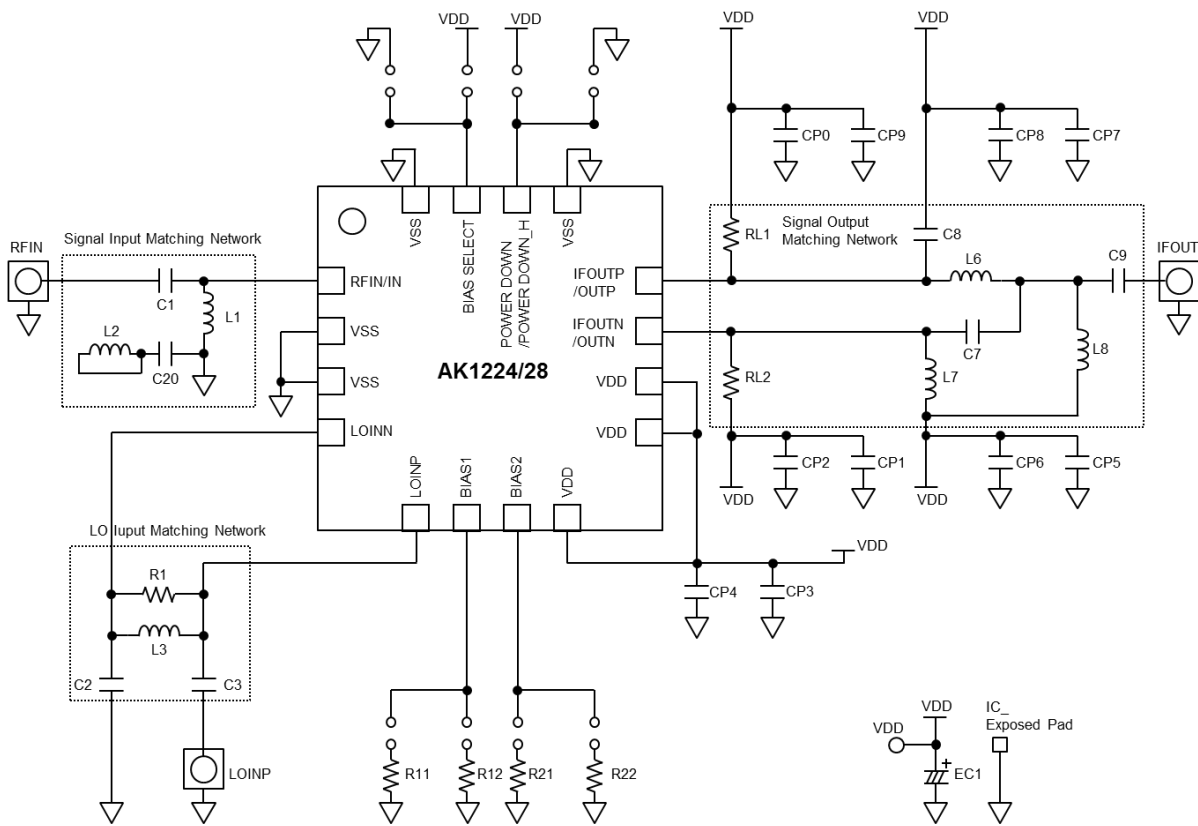 VDD
VDD
VDD
VDD
CP0
CP9
CP8
CP7
VSS
BIAS SELECT
POWER DOWN
/POWER DOWN_H
VSS
Signal Input Matching Network
RFIN
C1
L1
L2
C20
RFIN/IN
VSS
VSS
LOINN
AK1224/28
IFOUTP
/OUTP
IFOUTN
/OUTN
VDD
VDD
LOINP
BIAS1
BIAS2
VDD
Signal Output
Matching Network
RL1
C8
L6
C9
IFOUT
C7
L8
RL2
L7
CP2
CP1
CP6
CP5
VDD
VDD
LO Iuput Matching Network
R1
L3
C2
C3
LOINP
VDD
CP4
CP3
R11
R12
R21
R22
VDD
VDD
EC1
+
IC_
Exposed Pad